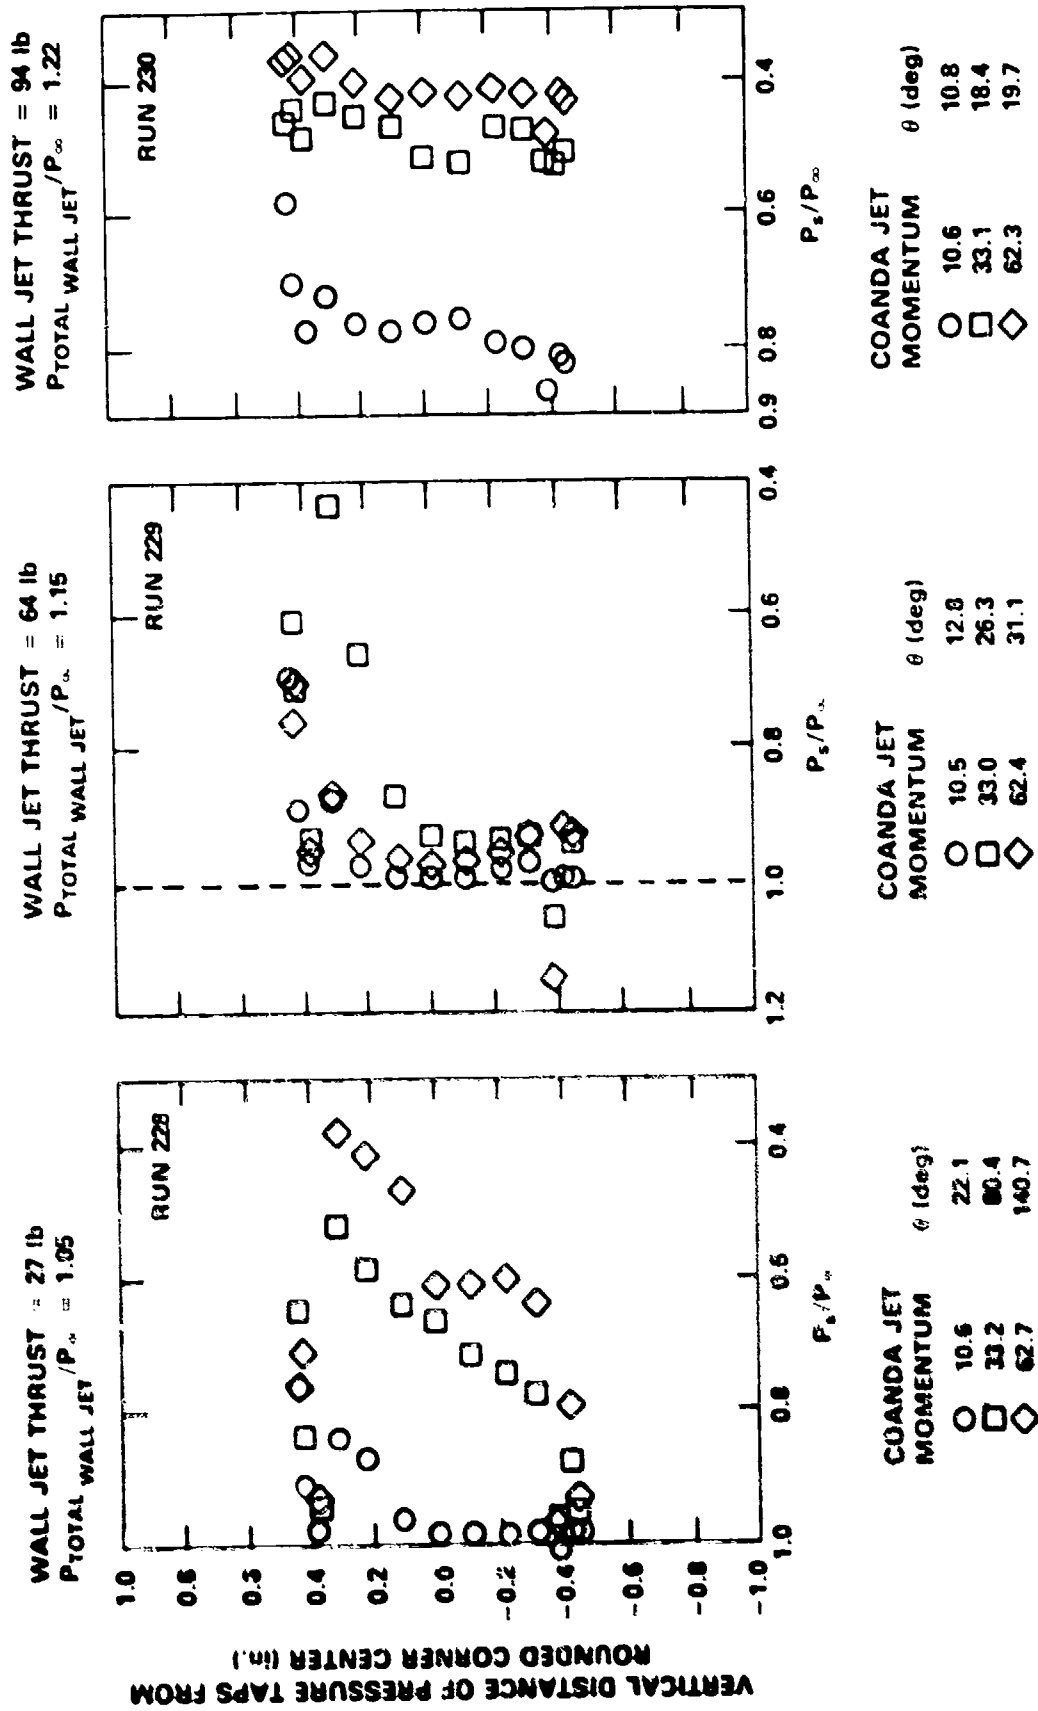 WALL JET THRUST = 27 lb
PTOTAL WALL JET/P∞ = 1.05
RUN 228
1.0
0.8
0.6
0.4
0.2
0.0
-0.2
-0.4
-0.6
-0.8
-1.0
VERTICAL DISTANCE OF PRESSURE TAPS FROM
ROUNDED CORNER CENTER (in.)
1.0 0.8 0.6 0.4
Ps/P∞
COANDA JET
MOMENTUM θ (deg)
○ 10.6 22.1
□ 33.2 80.4
◇ 62.7 140.7
WALL JET THRUST = 64 lb
PTOTAL WALL JET/P∞ = 1.15
RUN 229
1.2 1.0 0.8 0.6 0.4
Ps/P∞
COANDA JET
MOMENTUM θ (deg)
○ 10.5 12.8
□ 33.0 26.3
◇ 62.4 31.1
WALL JET THRUST = 94 lb
PTOTAL WALL JET/P∞ = 1.22
RUN 230
0.9 0.8 0.6 0.4
Ps/P∞
COANDA JET
MOMENTUM θ (deg)
○ 10.6 10.8
□ 33.1 18.4
◇ 62.3 19.7